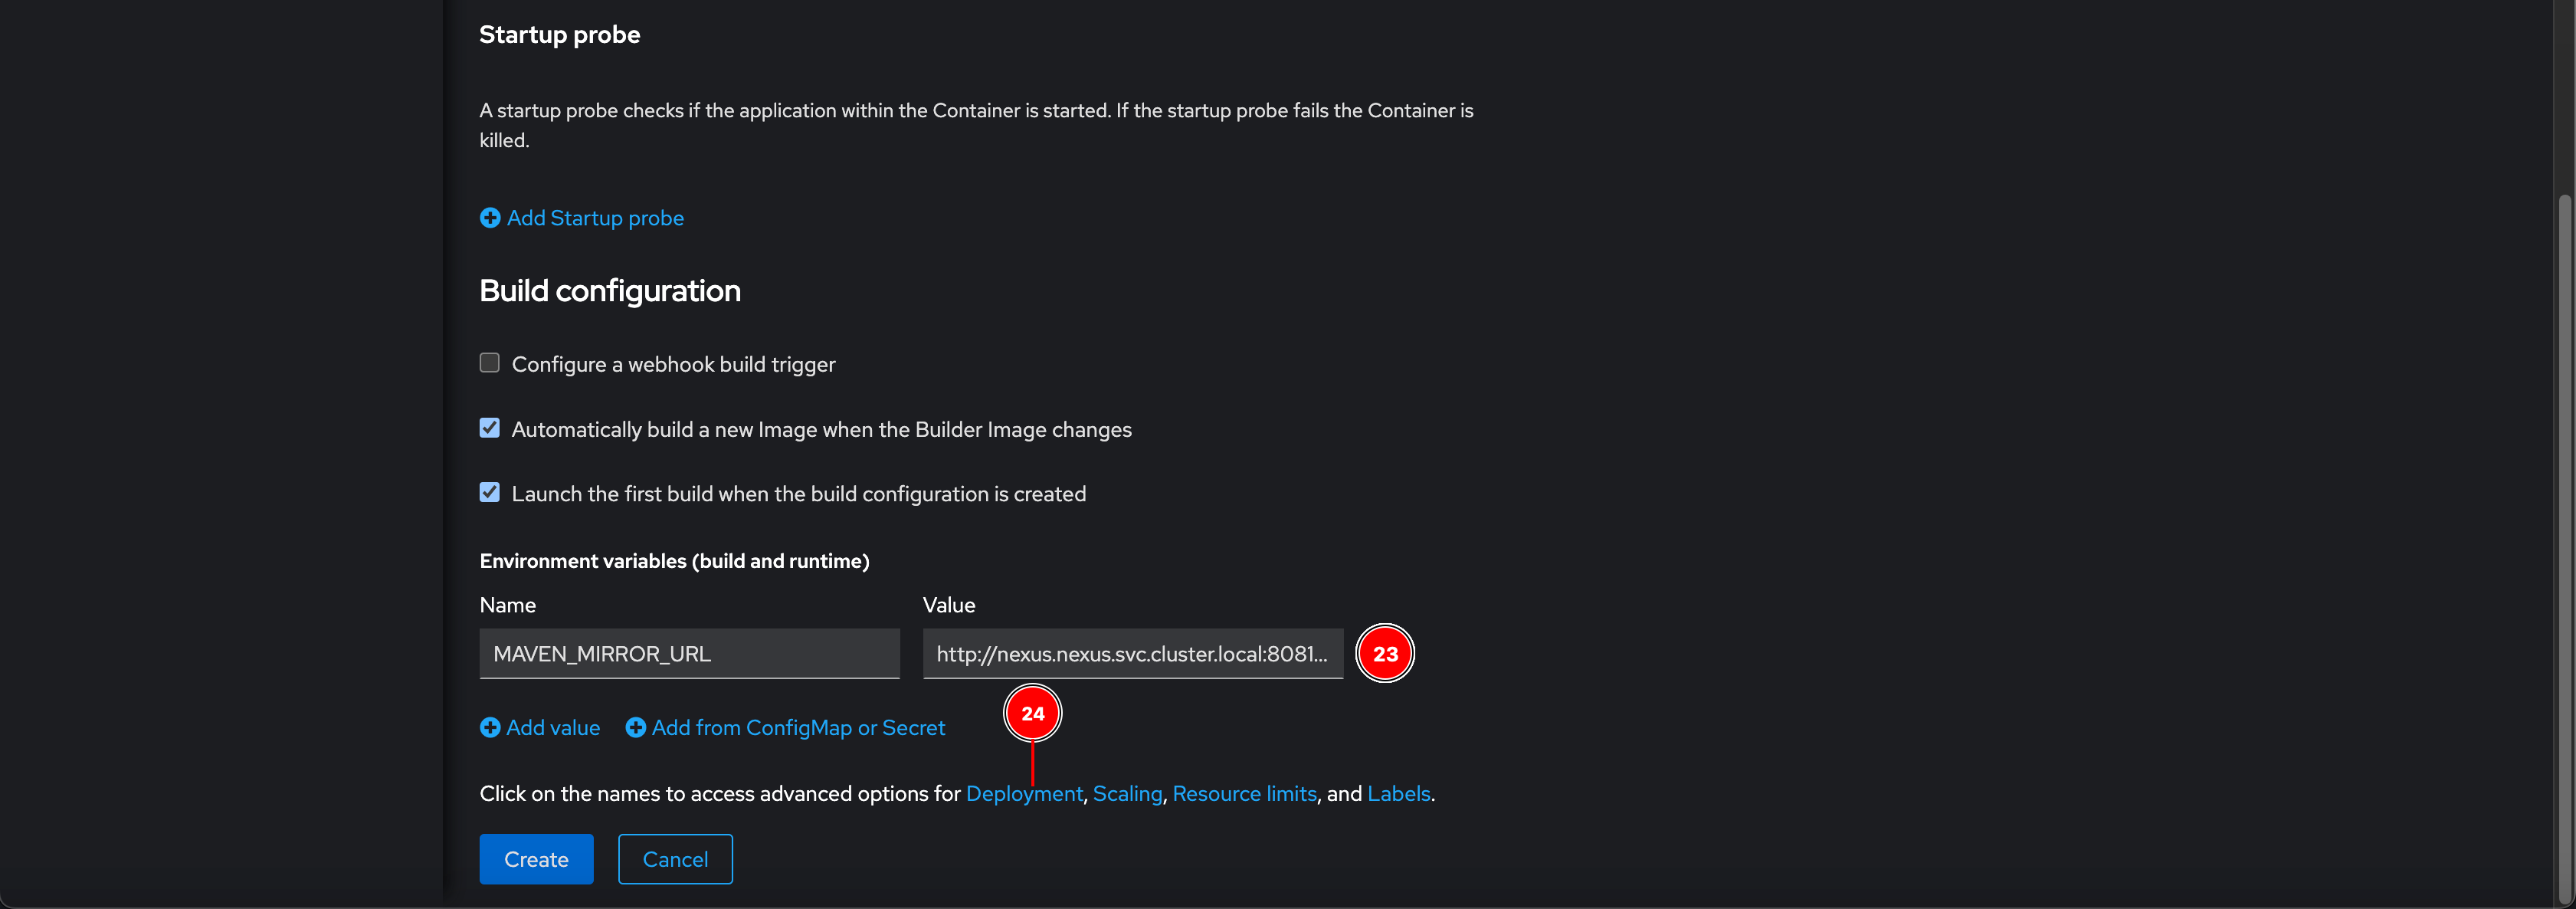 Startup probe
A startup probe checks if the application within the Container is started. If the startup probe fails the Container is
killed.
Add Startup probe
Build configuration
Configure a webhook build trigger
Automatically build a new Image when the Builder Image changes
Launch the first build when the build configuration is created
Environment variables (build and runtime)
Name Value
MAVEN_MIRROR_URL http://nexus.nexus.svc.cluster.local:8081... 23
24
Add value Add from ConfigMap or Secret
Click on the names to access advanced options for Deployment, Scaling, Resource limits, and Labels.
Create Cancel